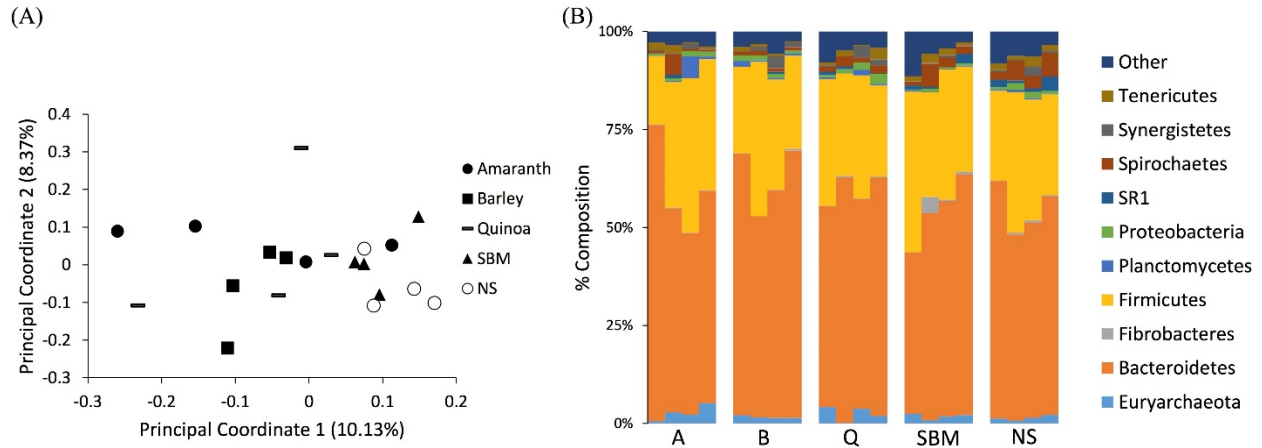 (A)
(B)
Principal Coordinate 2 (8.37%)
0.4
0.3
0.2
0.1
0
-0.1
-0.2
-0.3
-0.3
-0.2
-0.1
0
0.1
0.2
Principal Coordinate 1 (10.13%)
Amaranth
Barley
Quinoa
SBM
NS
% Composition
100%
75%
50%
25%
0%
A
B
Q
SBM
NS
Other
Tenericutes
Synergistetes
Spirochaetes
SR1
Proteobacteria
Planctomycetes
Firmicutes
Fibrobacteres
Bacteroidetes
Euryarchaeota